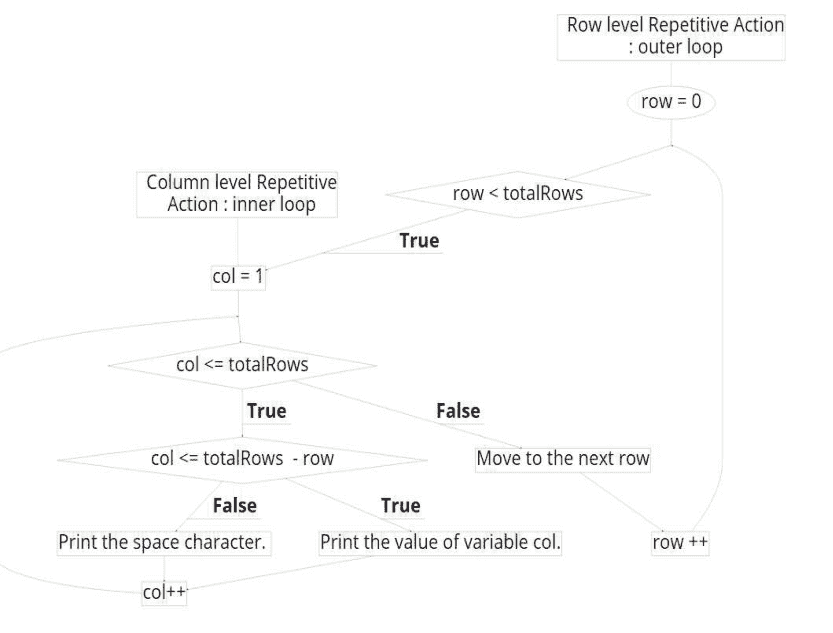 Row level Repetitive Action
: outer loop
row = 0
row < totalRows
Column level Repetitive
Action : inner loop
True
col = 1
col <= totalRows
True
False
col <= totalRows  - row
Move to the next row
False
True
Print the space character.
Print the value of variable col.
row ++
col++